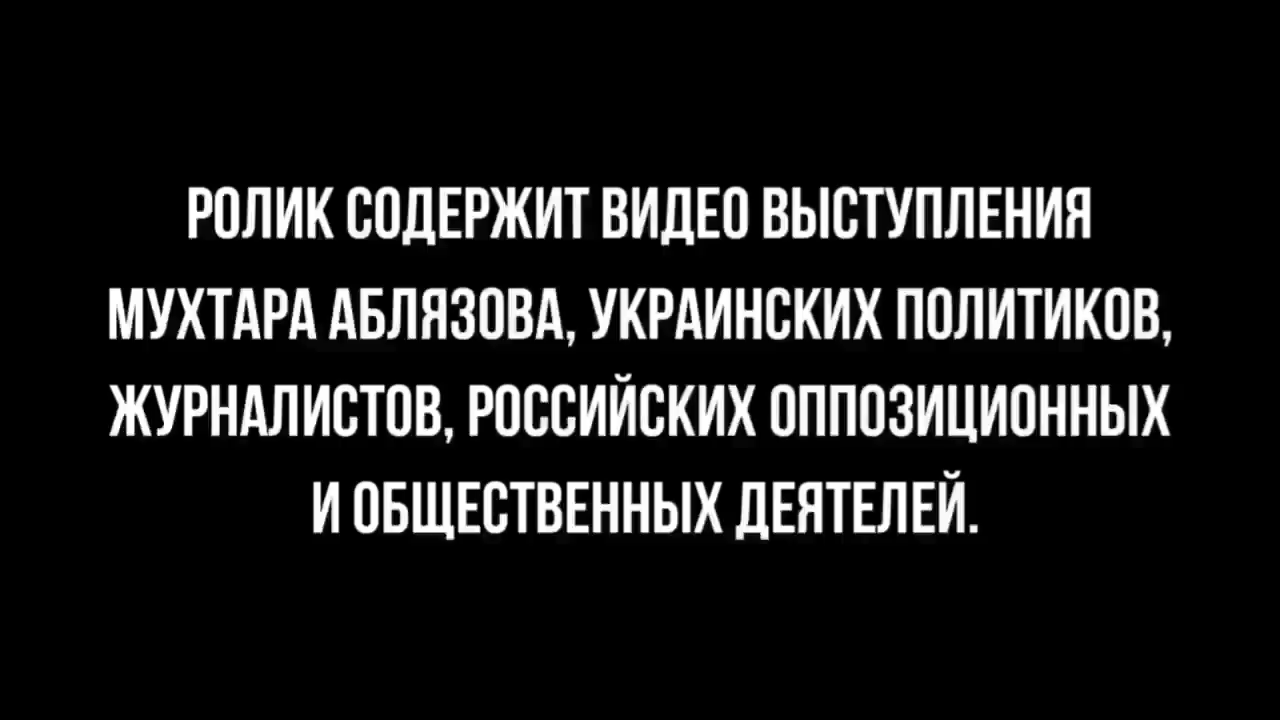 РОЛИК СОДЕРЖИТ ВИДЕО ВЫСТУПЛЕНИЯ
МУХТАРА АБЛЯЗОВА, УКРАИНСКИХ ПОЛИТИКОВ,
ЖУРНАЛИСТОВ, РОССИЙСКИХ ОППОЗИЦИОННЫХ
И ОБЩЕСТВЕННЫХ ДЕЯТЕЛЕЙ.